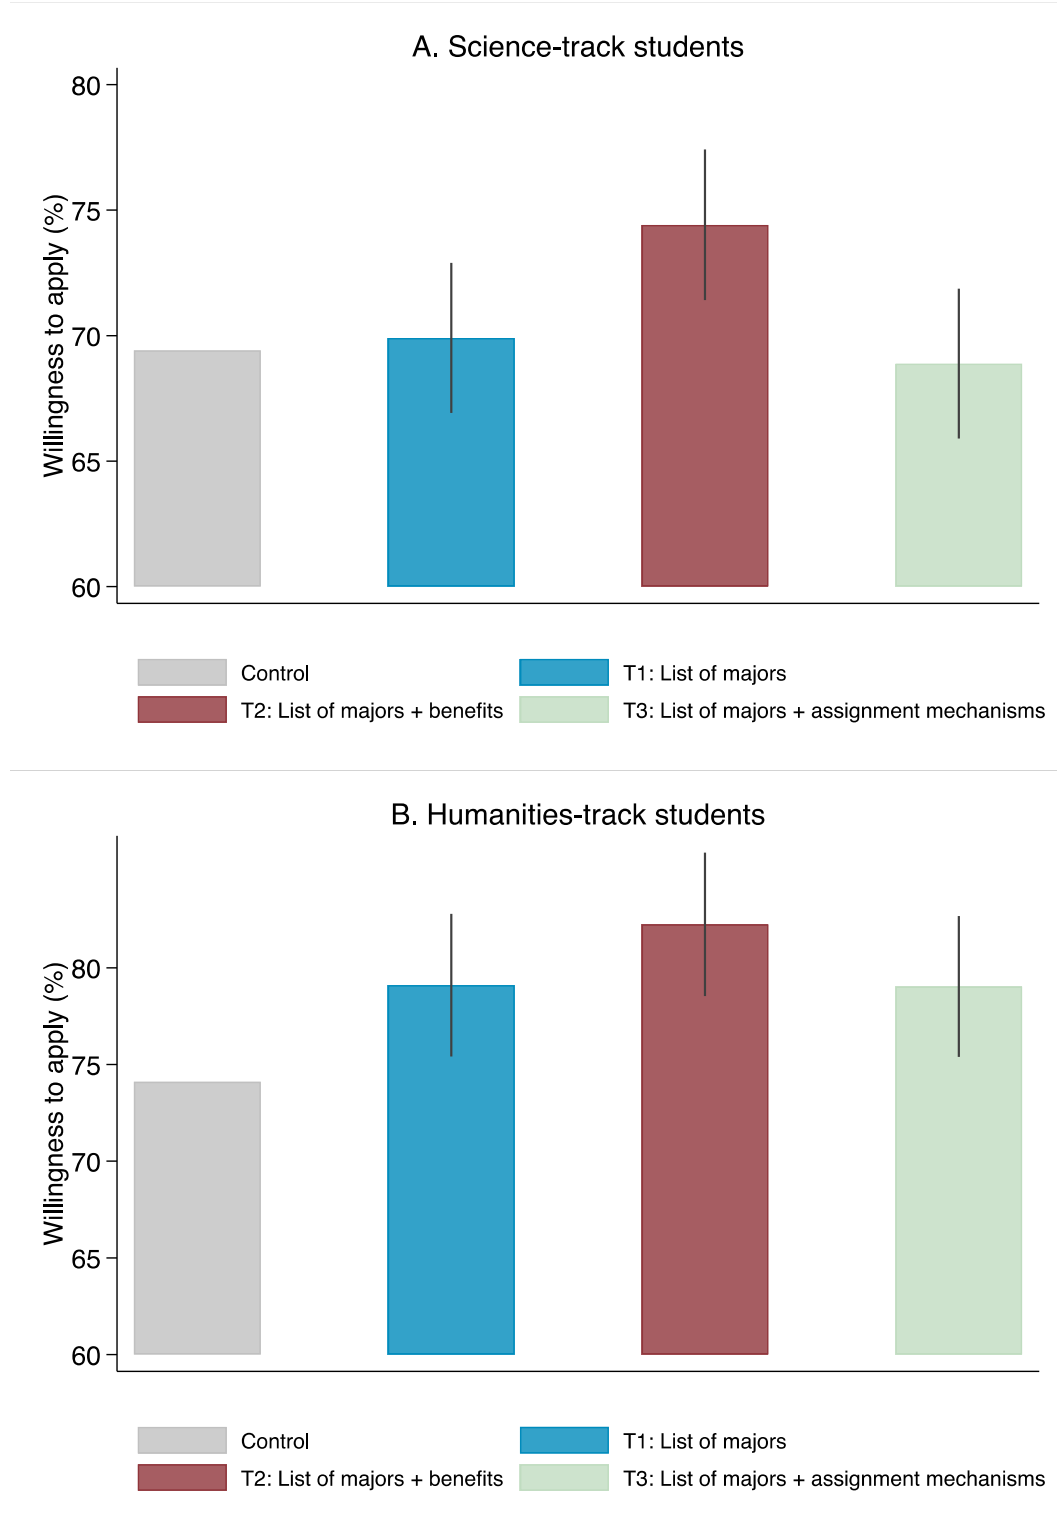 A. Science-track students
Willingness to apply (%)
80
75
70
65
60
Control
T1: List of majors
T2: List of majors + benefits
T3: List of majors + assignment mechanisms
B. Humanities-track students
Willingness to apply (%)
80
75
70
65
60
Control
T1: List of majors
T2: List of majors + benefits
T3: List of majors + assignment mechanisms